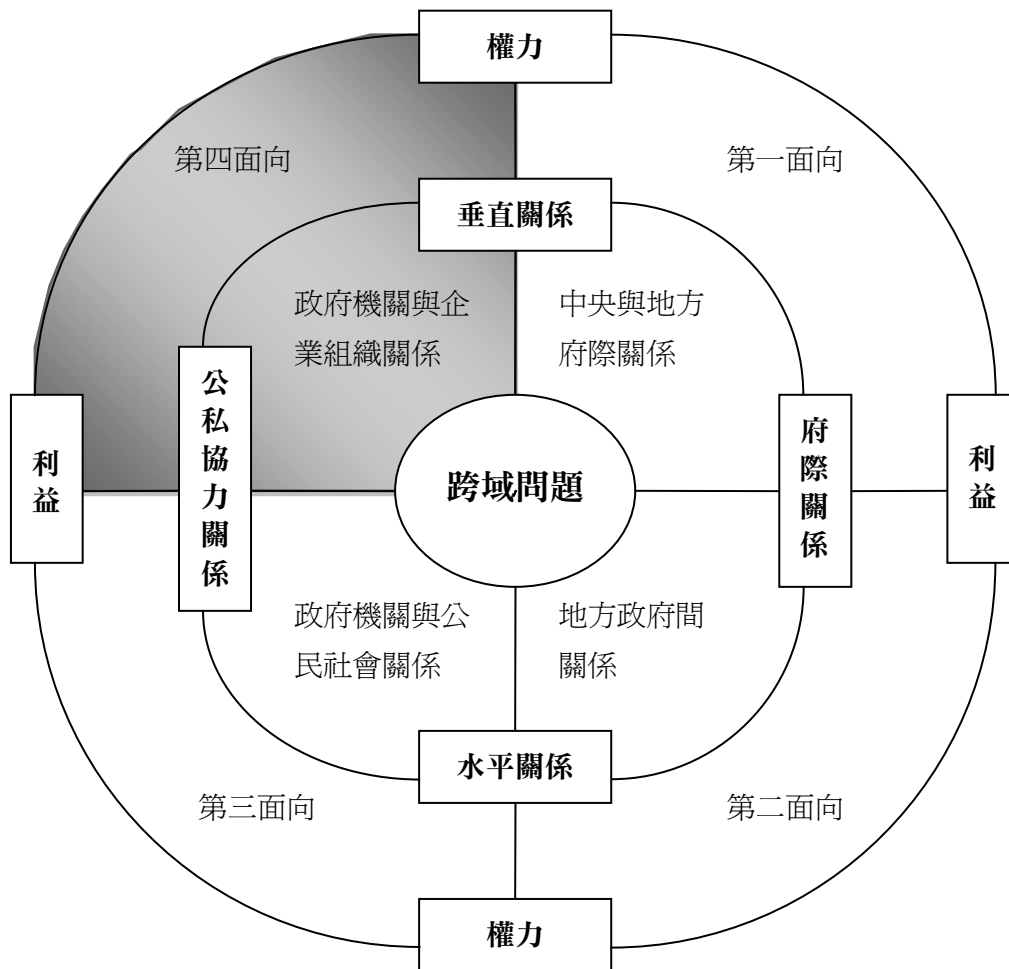 權力
第四面向
第一面向
垂直關係
政府機關與企
業組織關係
中央與地方
府際關係
公私協力關係
府際關係
利益
利益
跨域問題
政府機關與公
民社會關係
地方政府間
關係
水平關係
第三面向
第二面向
權力